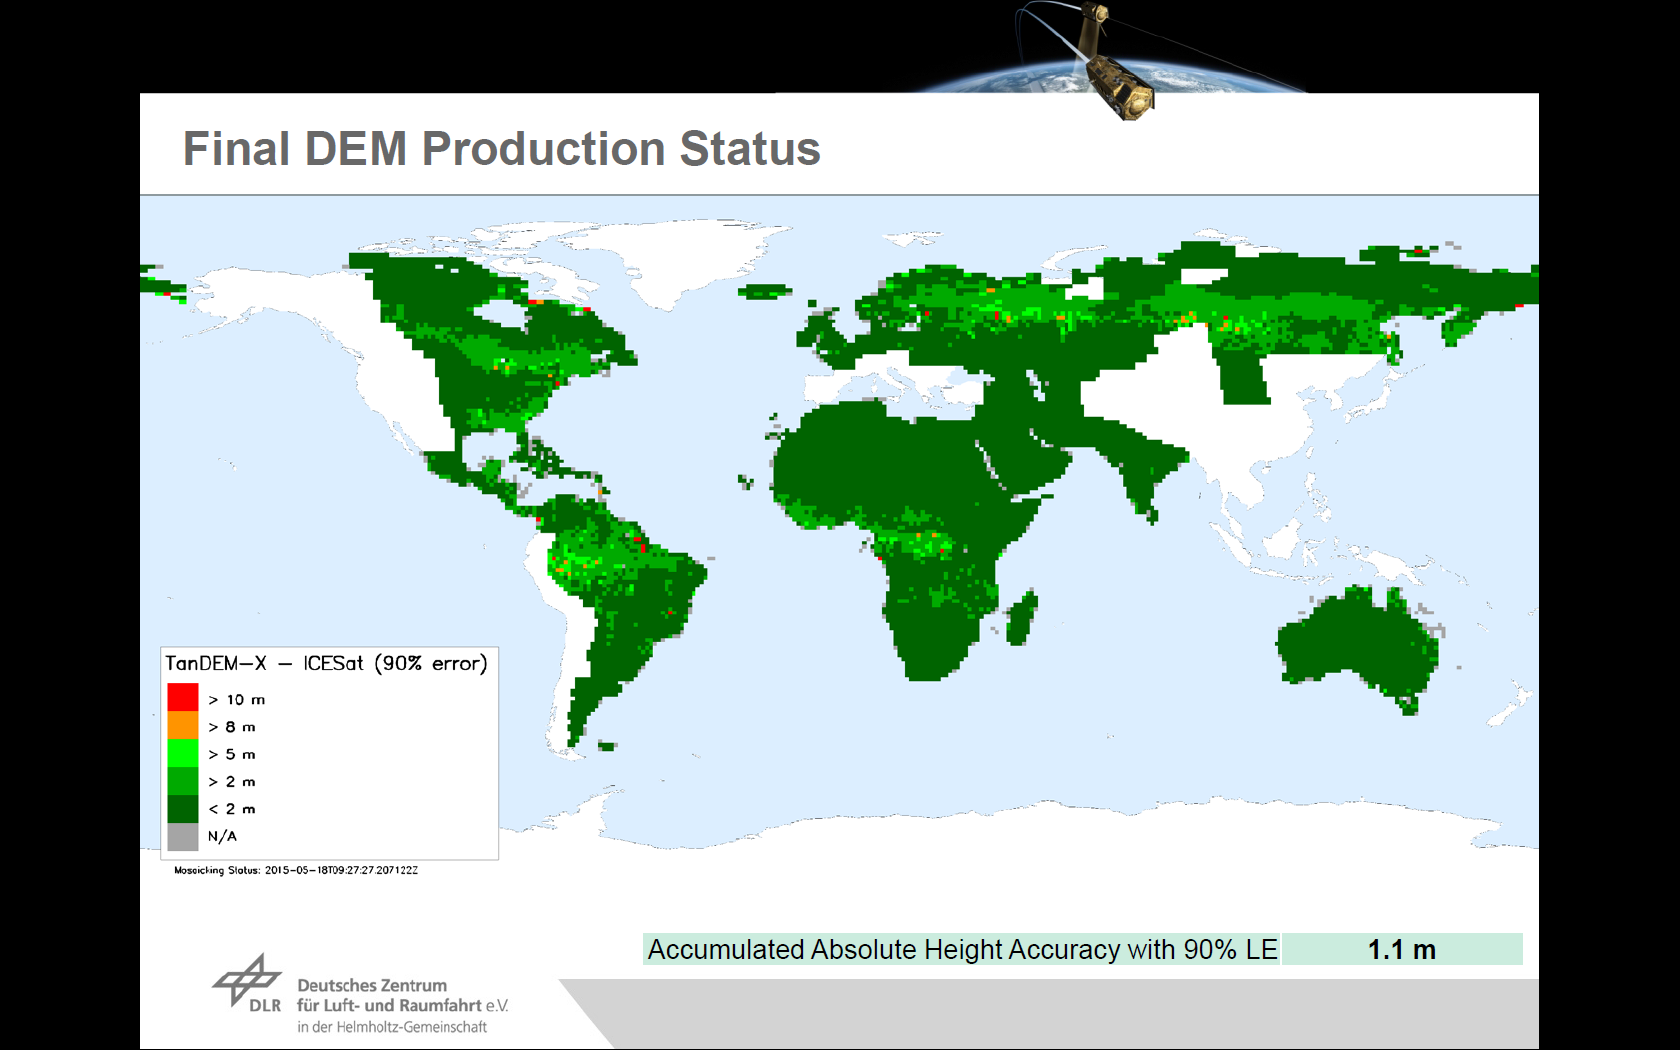 Final DEM Production Status
TanDEM-X - ICESat (90% error)
> 10 m
> 8 m
> 5 m
> 2 m
< 2 m
N/A
Mosaicking Status: 2015-05-18T09:27:27.207122Z
Accumulated Absolute Height Accuracy with 90% LE 1.1 m
DLR
Deutsches Zentrum
für Luft- und Raumfahrt e.V.
in der Helmholtz-Gemeinschaft